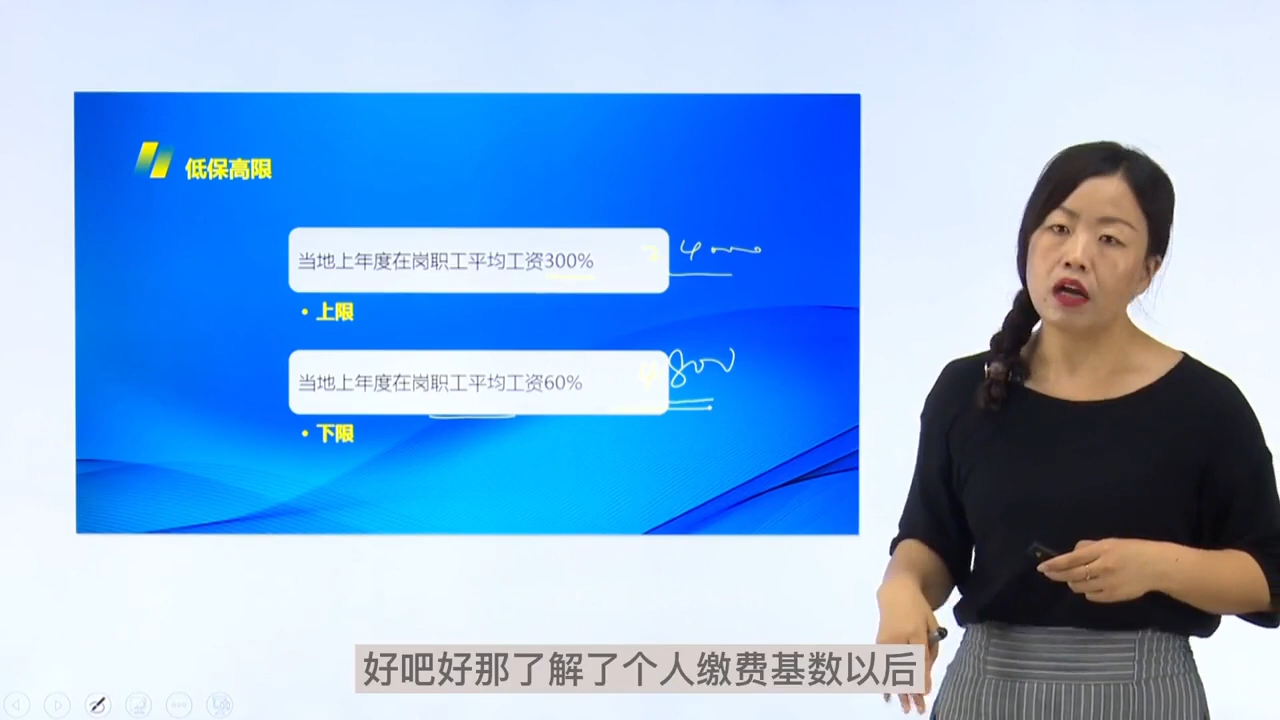 低保高限
当地上年度在岗职工平均工资300%
24000
• 上限
当地上年度在岗职工平均工资60%
4800
• 下限
好吧好那了解了个人缴费基数以后